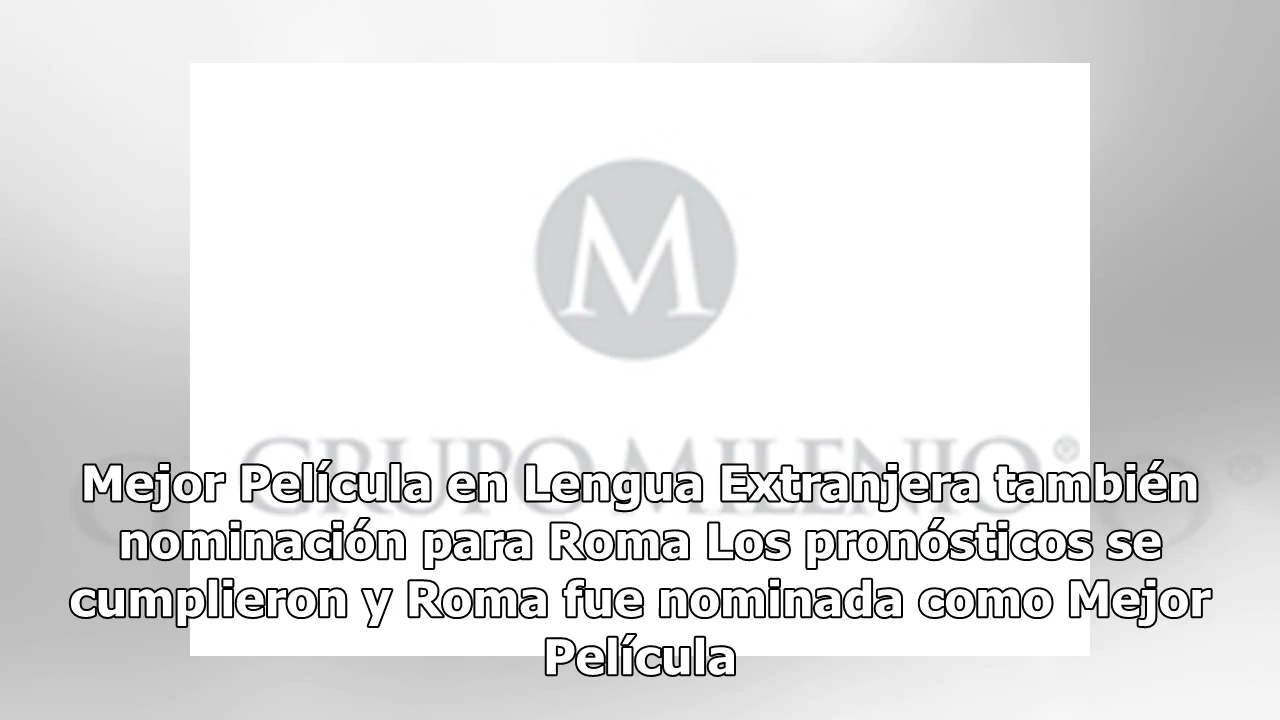 M
GRUPO MILENIO®
Mejor Película en Lengua Extranjera también
nominación para Roma Los pronósticos se
cumplieron y Roma fue nominada como Mejor
Película